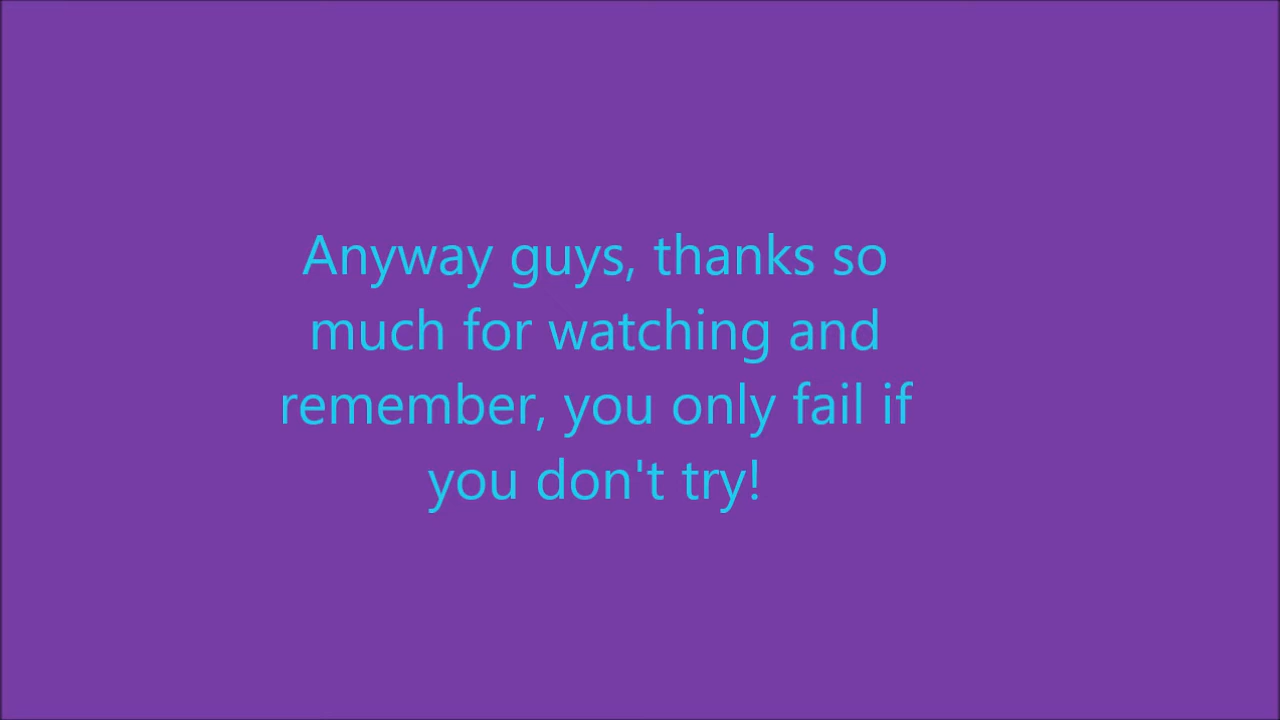 Anyway guys, thanks so
much for watching and
remember, you only fail if
you don't try!